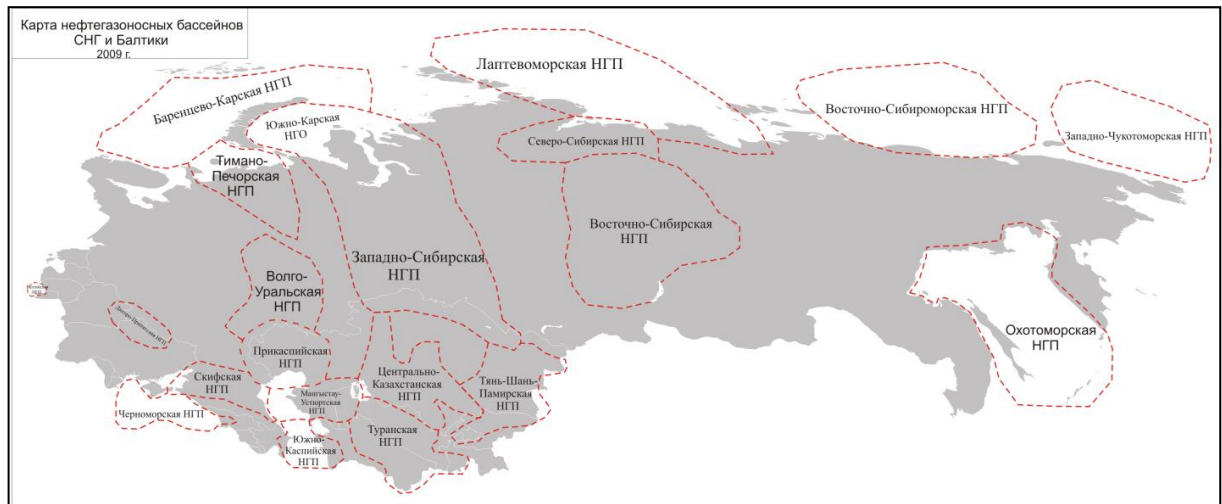 Карта нефтегазоносных бассейнов
СНГ и Балтики
2009 г.
Баренцево-Карская НГП
Лаптевоморская НГП
Восточно-Сибироморская НГП
Западно-Чукотоморская НГП
Южно-Карская
НГО
Северо-Сибирская НГП
Тимано-
Печорская
НГП
Восточно-Сибирская
НГП
Западно-Сибирская
НГП
Волго-
Уральская
НГП
Охотоморская
НГП
Прикаспийская
НГП
Скифская
НГП
Центрально-
Казахстанская
НГП
Тянь-Шань-
Памирская
НГП
Мангыстау-
Устюртская
НГП
Черноморская НГП
Туранская
НГП
Южно-
Каспийская
НГП